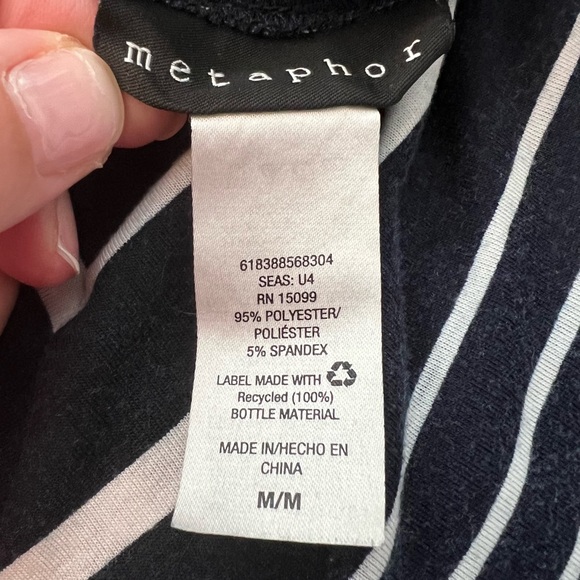 metaphor
618388568304
SEAS: U4
RN 15099
95% POLYESTER/
POLIÉSTER
5% SPANDEX
LABEL MADE WITH
Recycled (100%)
BOTTLE MATERIAL
MADE IN/HECHO EN
CHINA
M/M